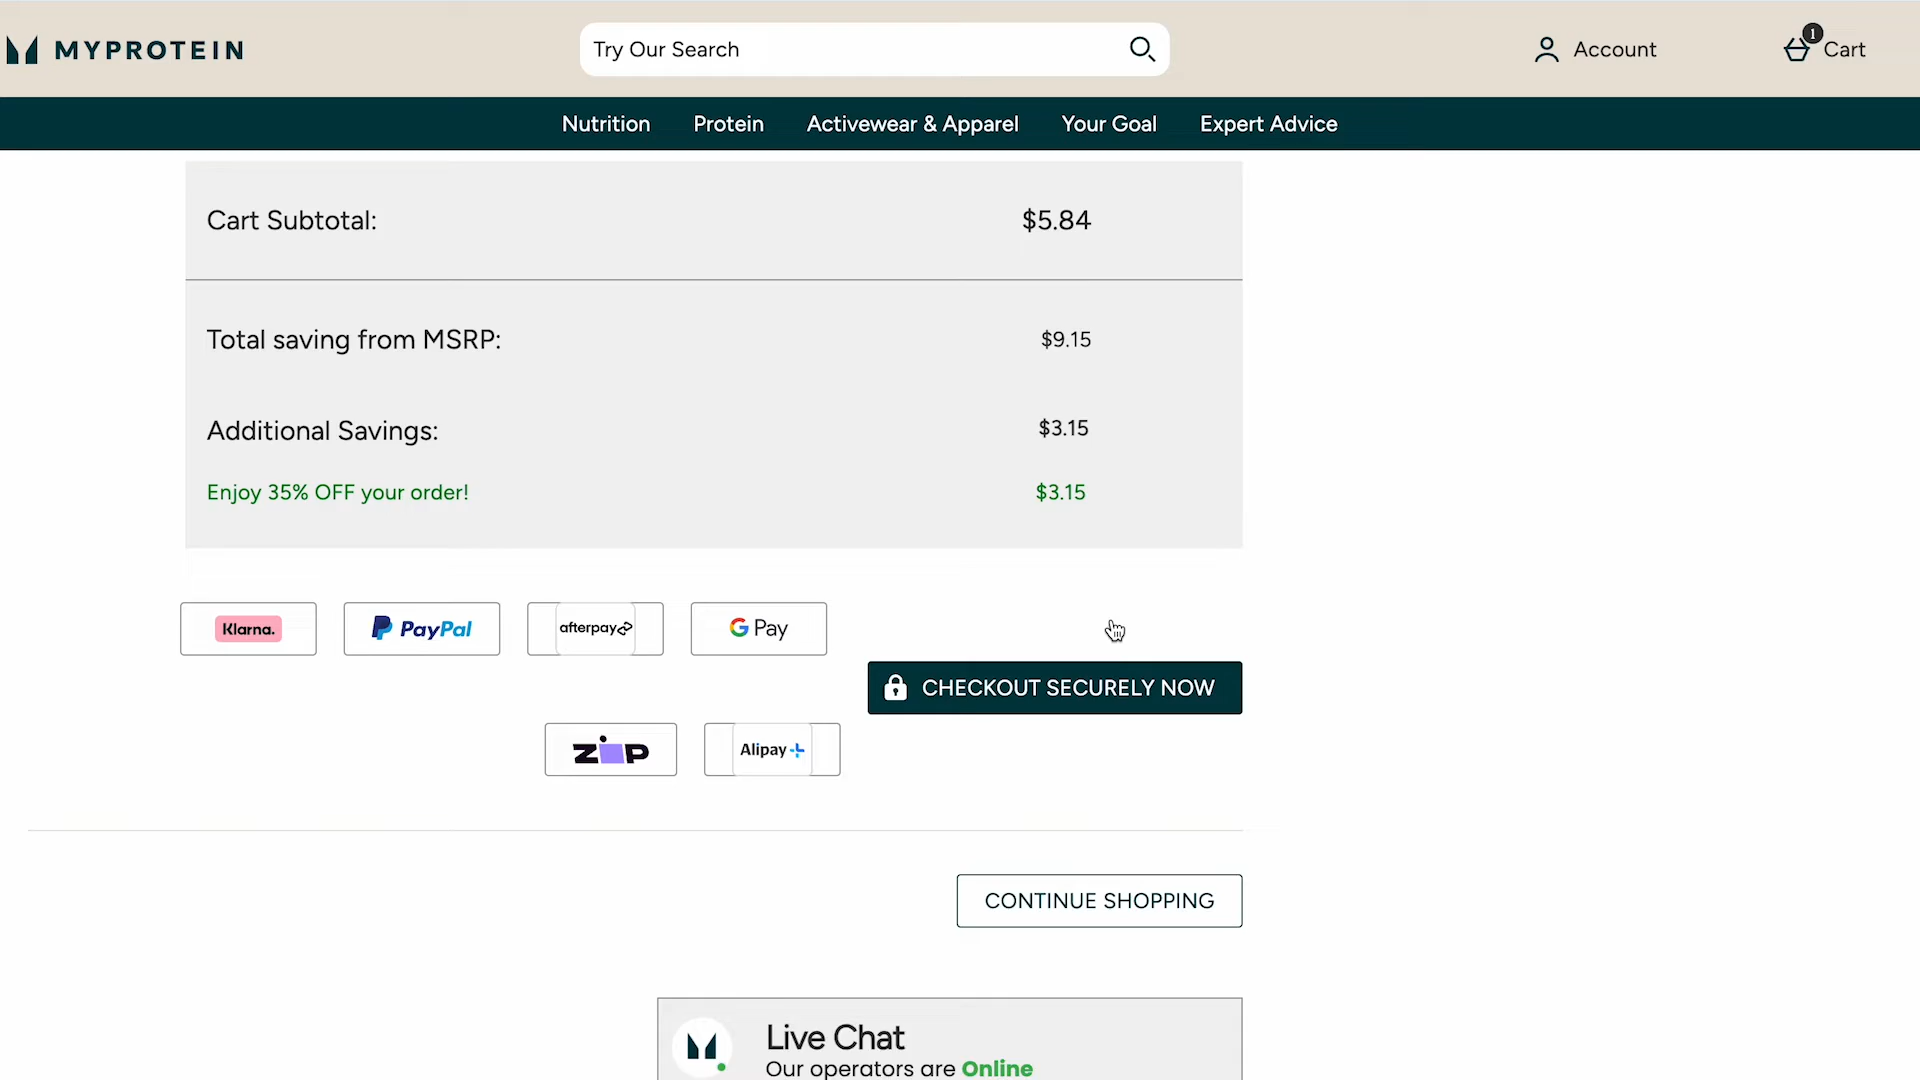 MYPROTEIN
Try Our Search
Account
1
Cart
Nutrition Protein Activewear & Apparel Your Goal Expert Advice
Cart Subtotal: $5.84
Total saving from MSRP: $9.15
Additional Savings: $3.15
Enjoy 35% OFF your order! $3.15
Klarna. PayPal afterpay G Pay
CHECKOUT SECURELY NOW
ZIP Alipay+
CONTINUE SHOPPING
Live Chat
Our operators are Online